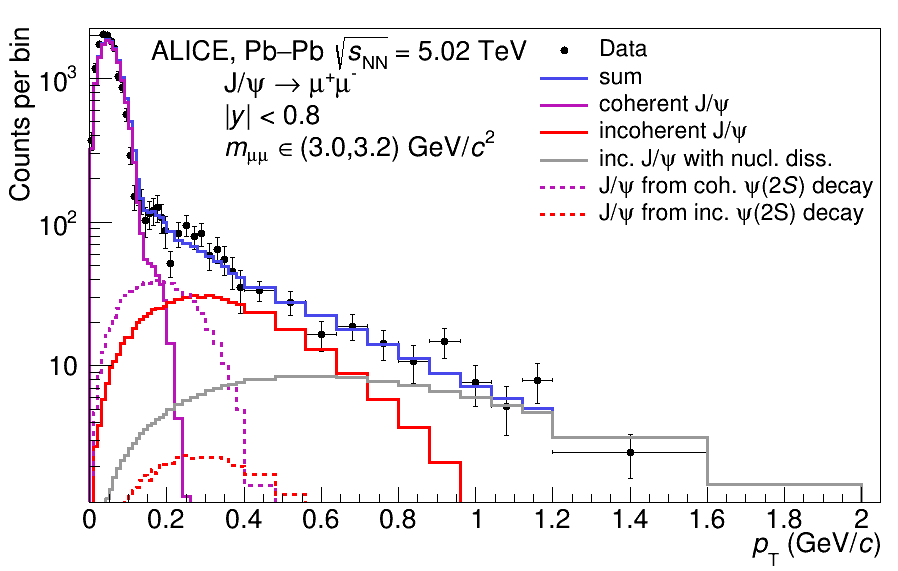 Counts per bin
10³
10²
10
ALICE, Pb–Pb √sNN = 5.02 TeV
J/ψ → μ⁺μ⁻
|y| < 0.8
mμμ ∈ (3.0,3.2) GeV/c²
Data
sum
coherent J/ψ
incoherent J/ψ
inc. J/ψ with nucl. diss.
J/ψ from coh. ψ(2S) decay
J/ψ from inc. ψ(2S) decay
0 0.2 0.4 0.6 0.8 1 1.2 1.4 1.6 1.8 2
pT (GeV/c)